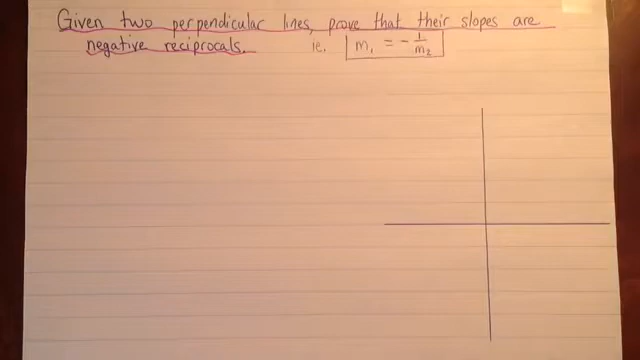 Given two perpendicular lines, prove that their slopes are
negative reciprocals. ie. m₁ = -1/m₂